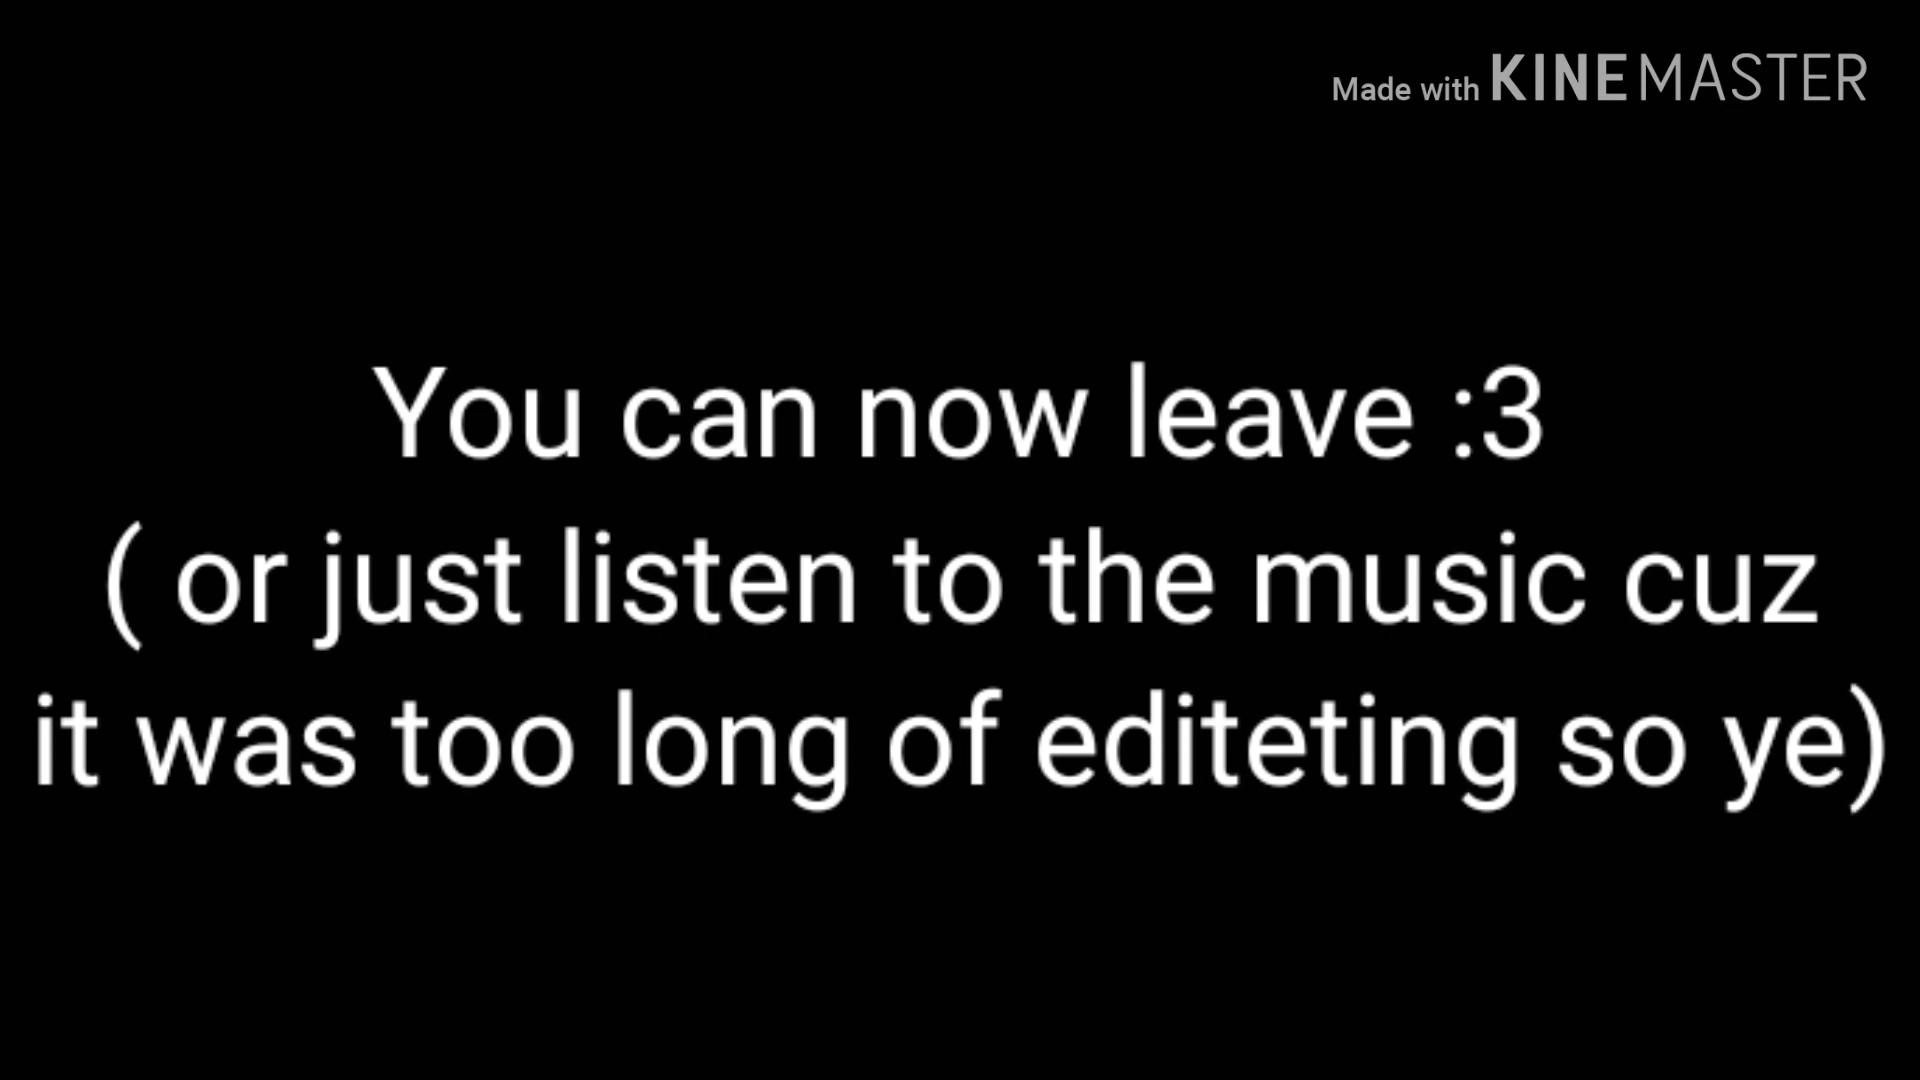 Made with KINEMASTER
You can now leave :3
( or just listen to the music cuz
it was too long of editeting so ye)